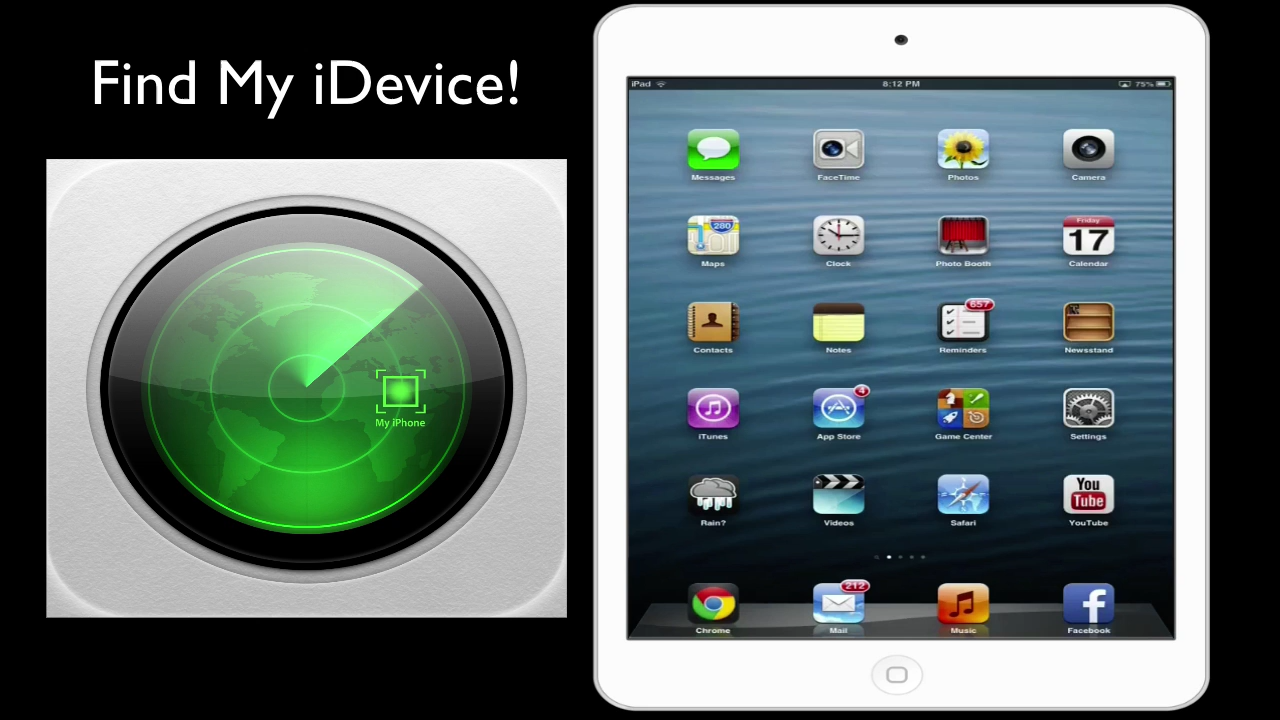 Find My iDevice!
My iPhone
iPad 8:12 PM 75%
Messages FaceTime Photos Camera
280 Friday 17
Maps Clock Photo Booth Calendar
657
Contacts Notes Reminders Newsstand
4
iTunes App Store Game Center Settings
You Tube
Rain? Videos Safari YouTube
212
f
Chrome Mail Music Facebook